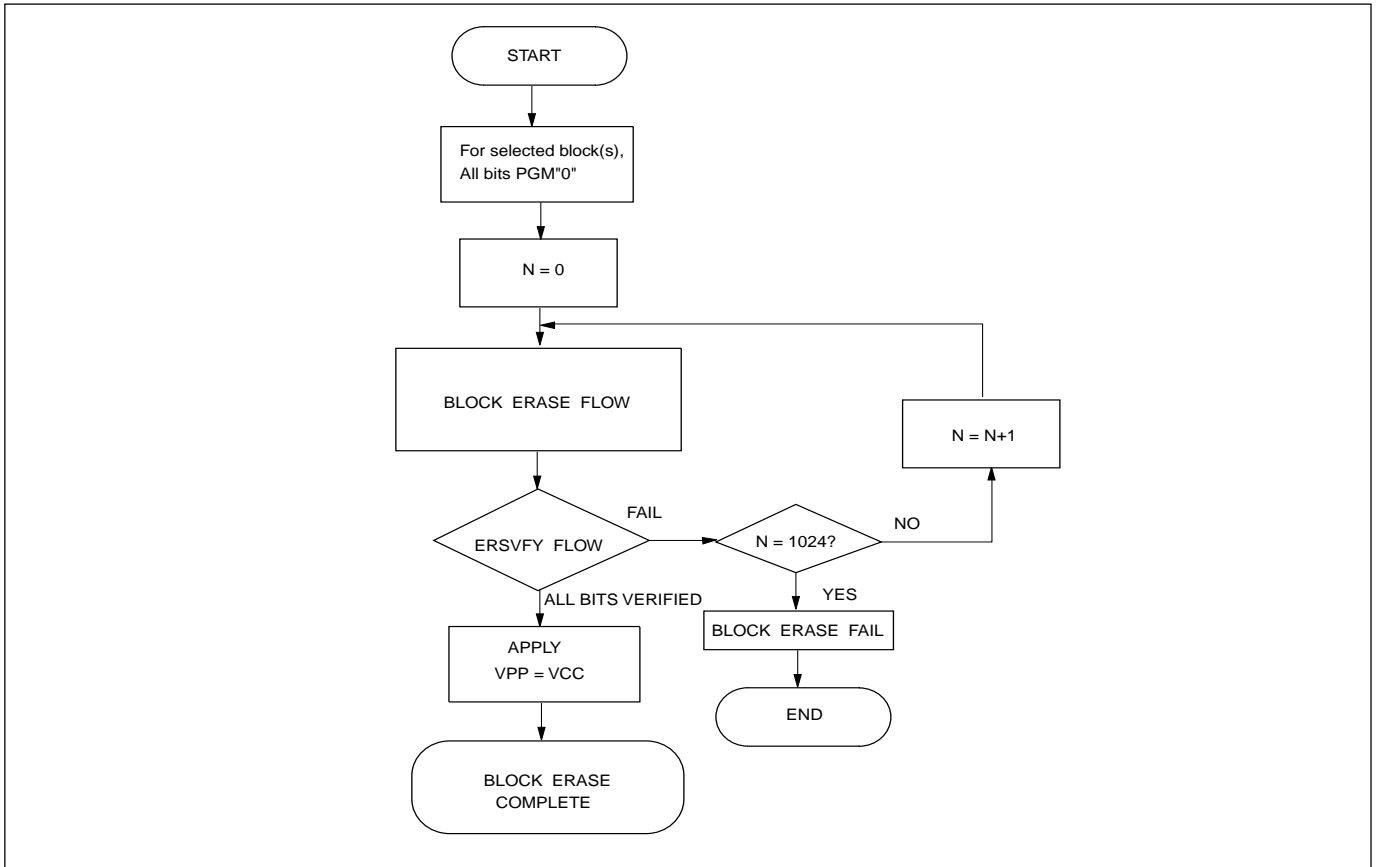 START
For selected block(s),
All bits PGM"0"
N = 0
BLOCK ERASE FLOW
N = N+1
FAIL
ERSVFY FLOW
N = 1024?
NO
ALL BITS VERIFIED
YES
APPLY
VPP = VCC
BLOCK ERASE FAIL
END
BLOCK ERASE
COMPLETE